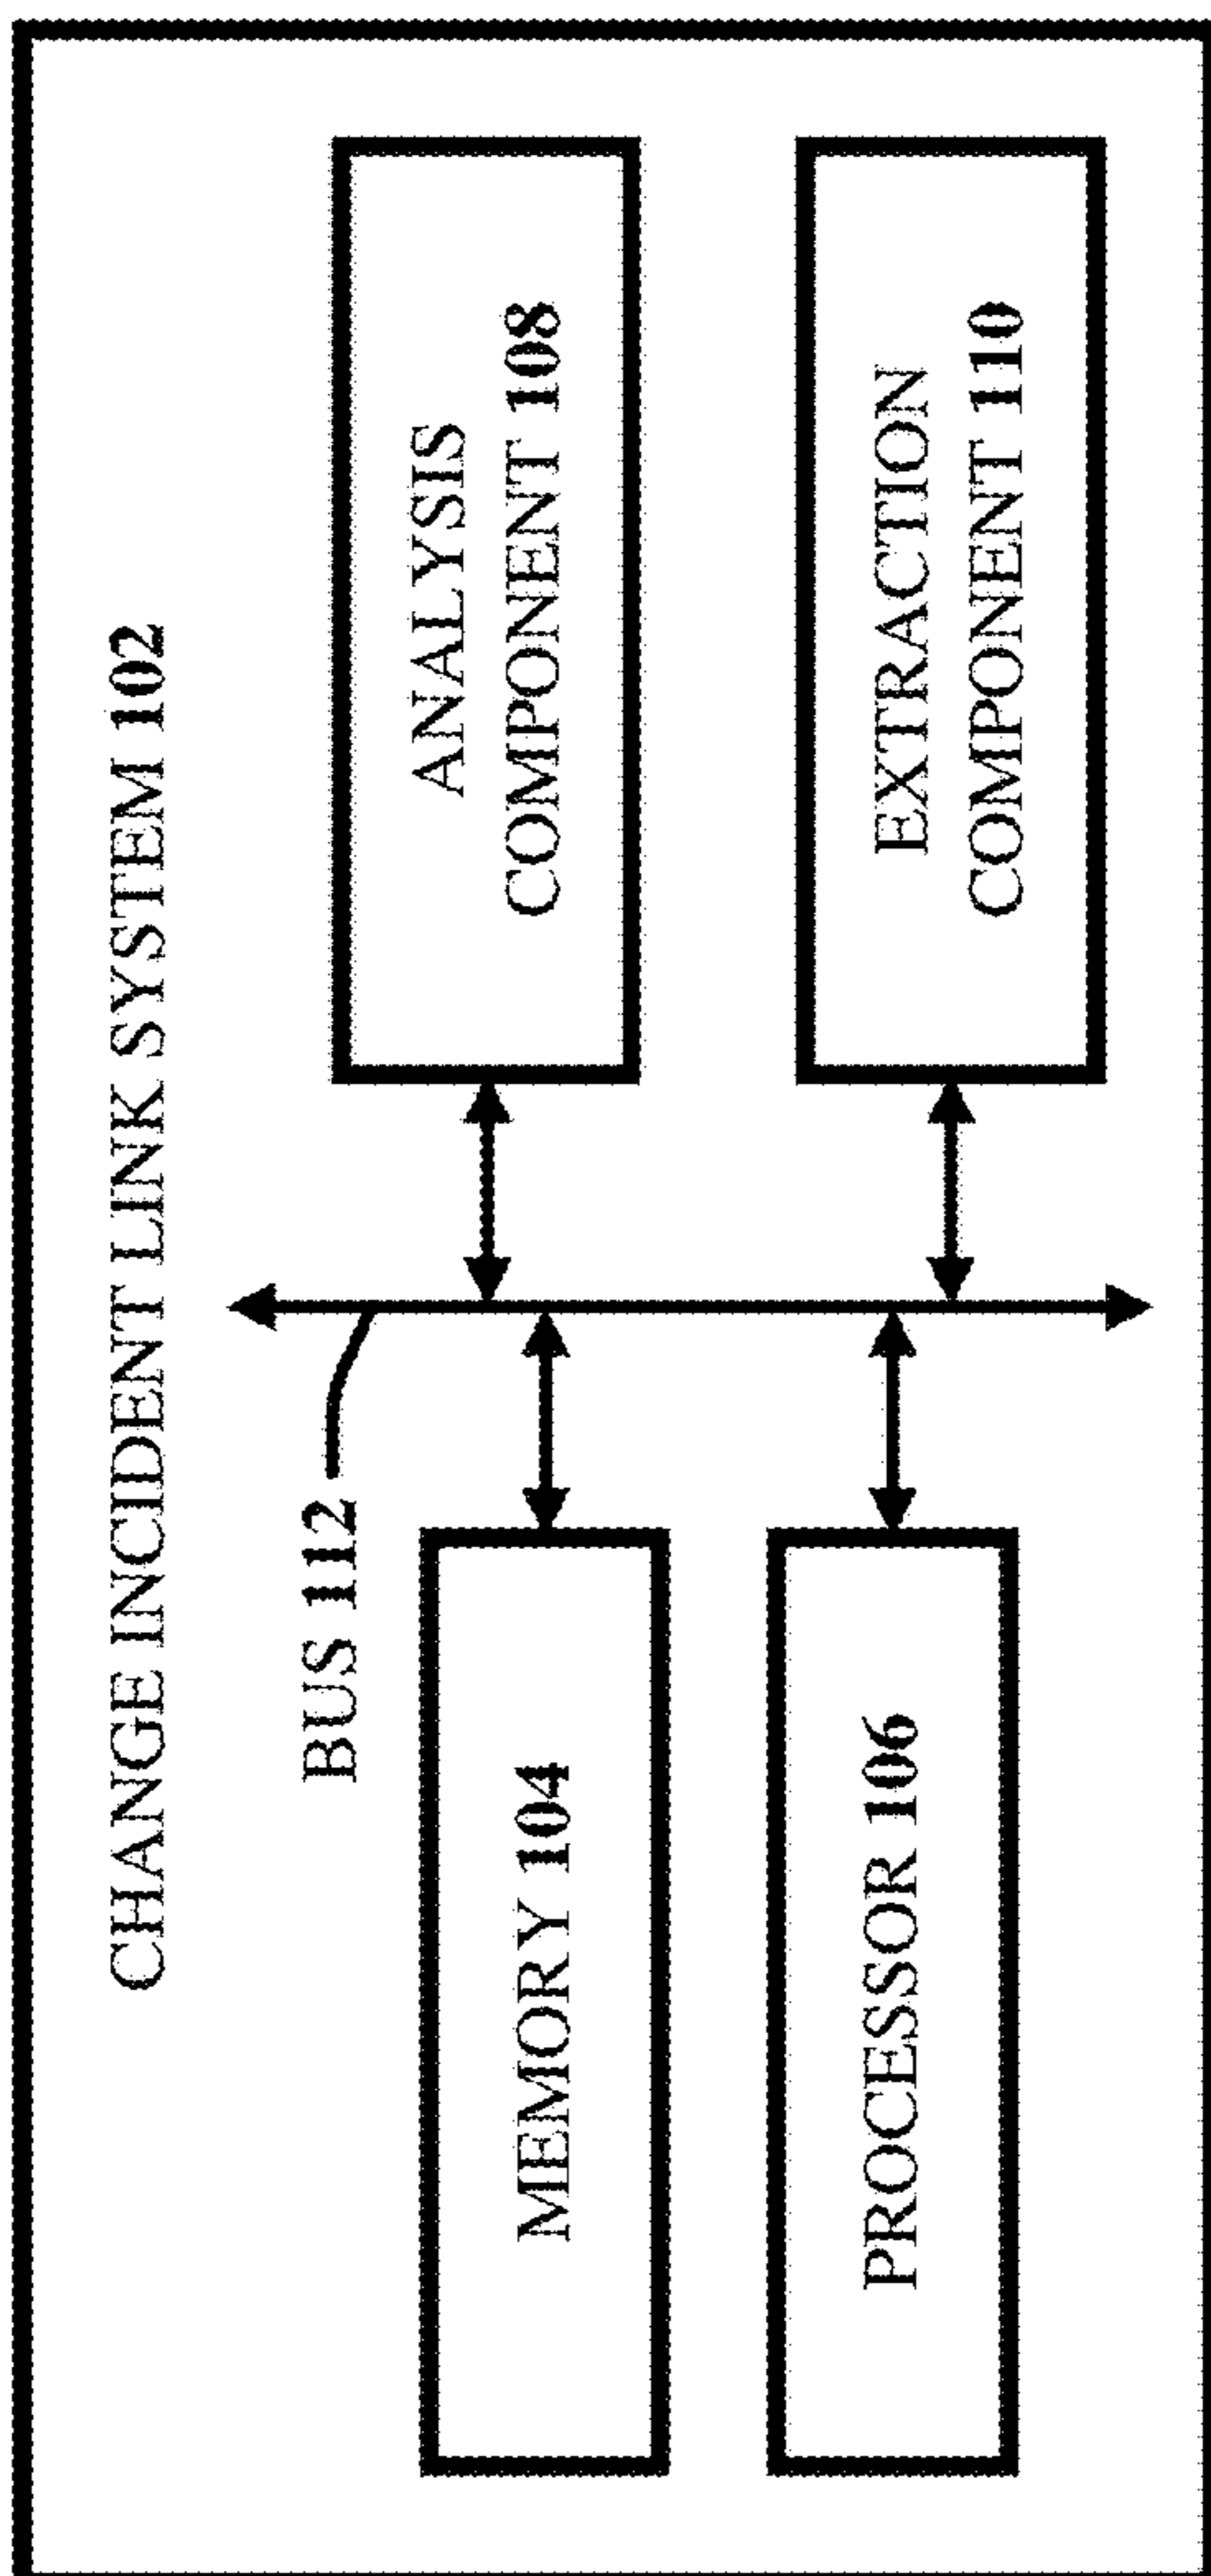 CHANGE INCIDENT LINK SYSTEM 102
BUS 112
MEMORY 104
PROCESSOR 106
ANALYSIS
COMPONENT 108
EXTRACTION
COMPONENT 110